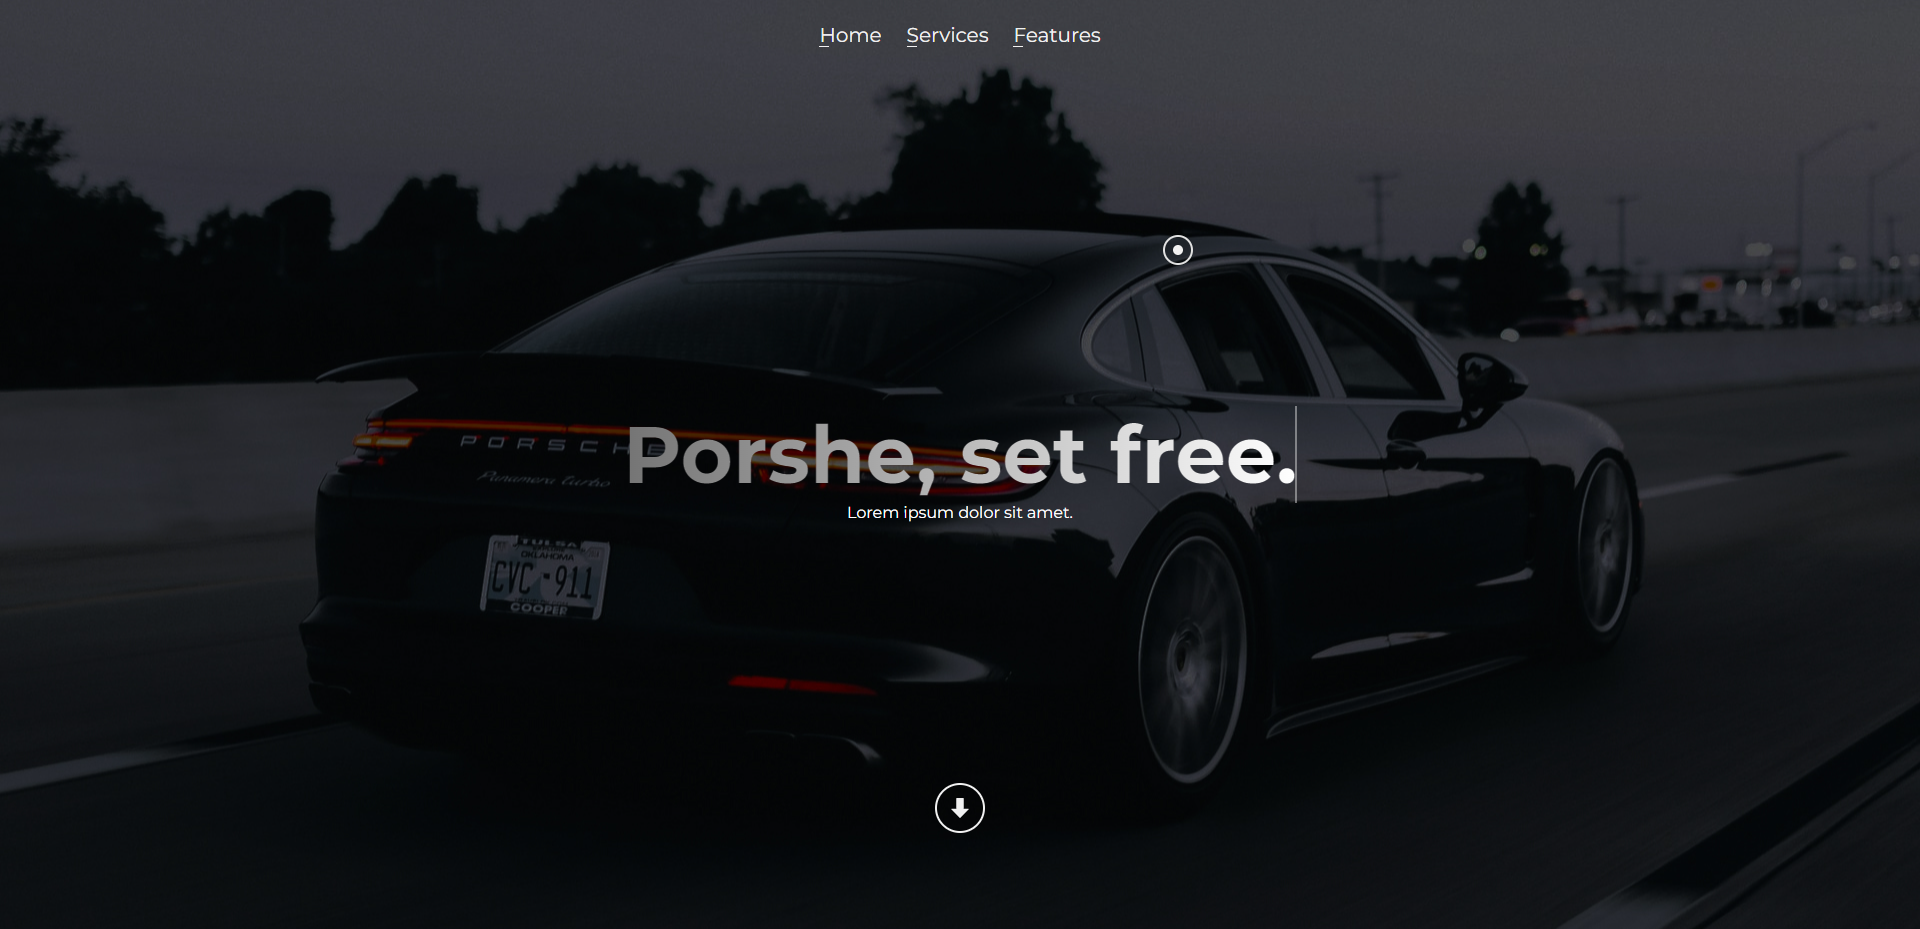 Home Services Features
PORSCHE
Porshe, set free.
Panamera turbo
Lorem ipsum dolor sit amet.
TULSA
OKLAHOMA
CVC-911
COOPER